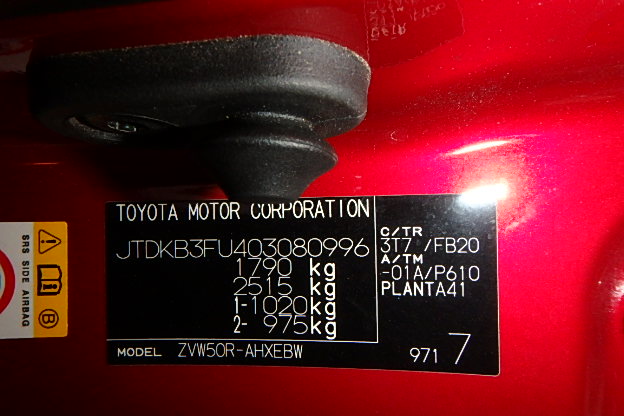 TOYOTA MOTOR CORPORATION
JTDKB3FU403080996
1790 kg
2515 kg
1- 1020 kg
2- 975 kg
C/TR
3T7 /FB20
A/TM
-01A/P610
PLANTA41
MODEL ZVW50R-AHXEBW
971 7
SRS SIDE AIRBAG
B